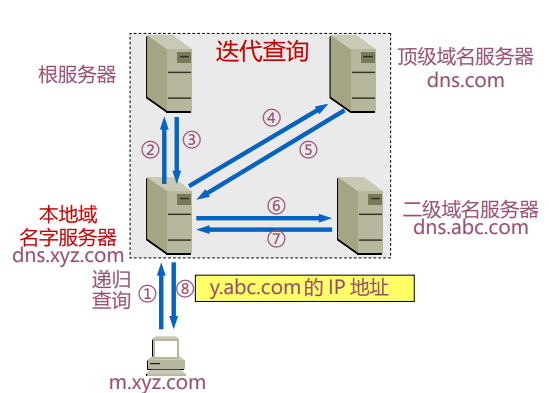 迭代查询
根服务器
顶级域名服务器
dns.com
④
②
③
⑤
本地域
名字服务器
dns.xyz.com
⑥
⑦
二级域名服务器
dns.abc.com
递归
查询
①
⑧
y.abc.com的 IP 地址
m.xyz.com